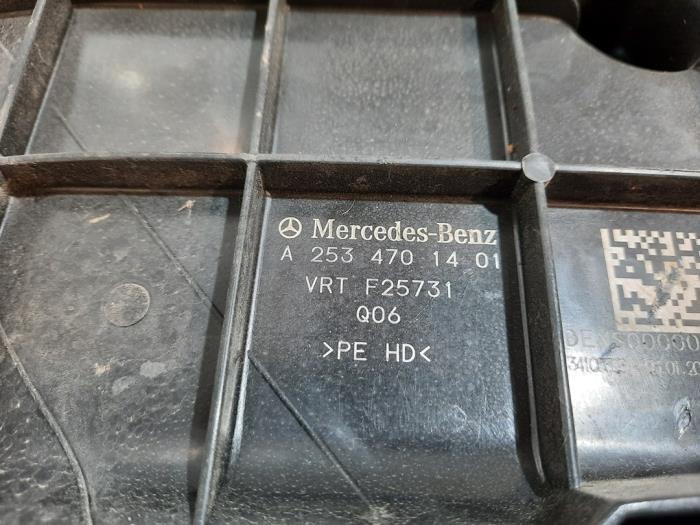 Mercedes-Benz
A 253 470 14 01
VRT F25731
Q06
>PE HD<